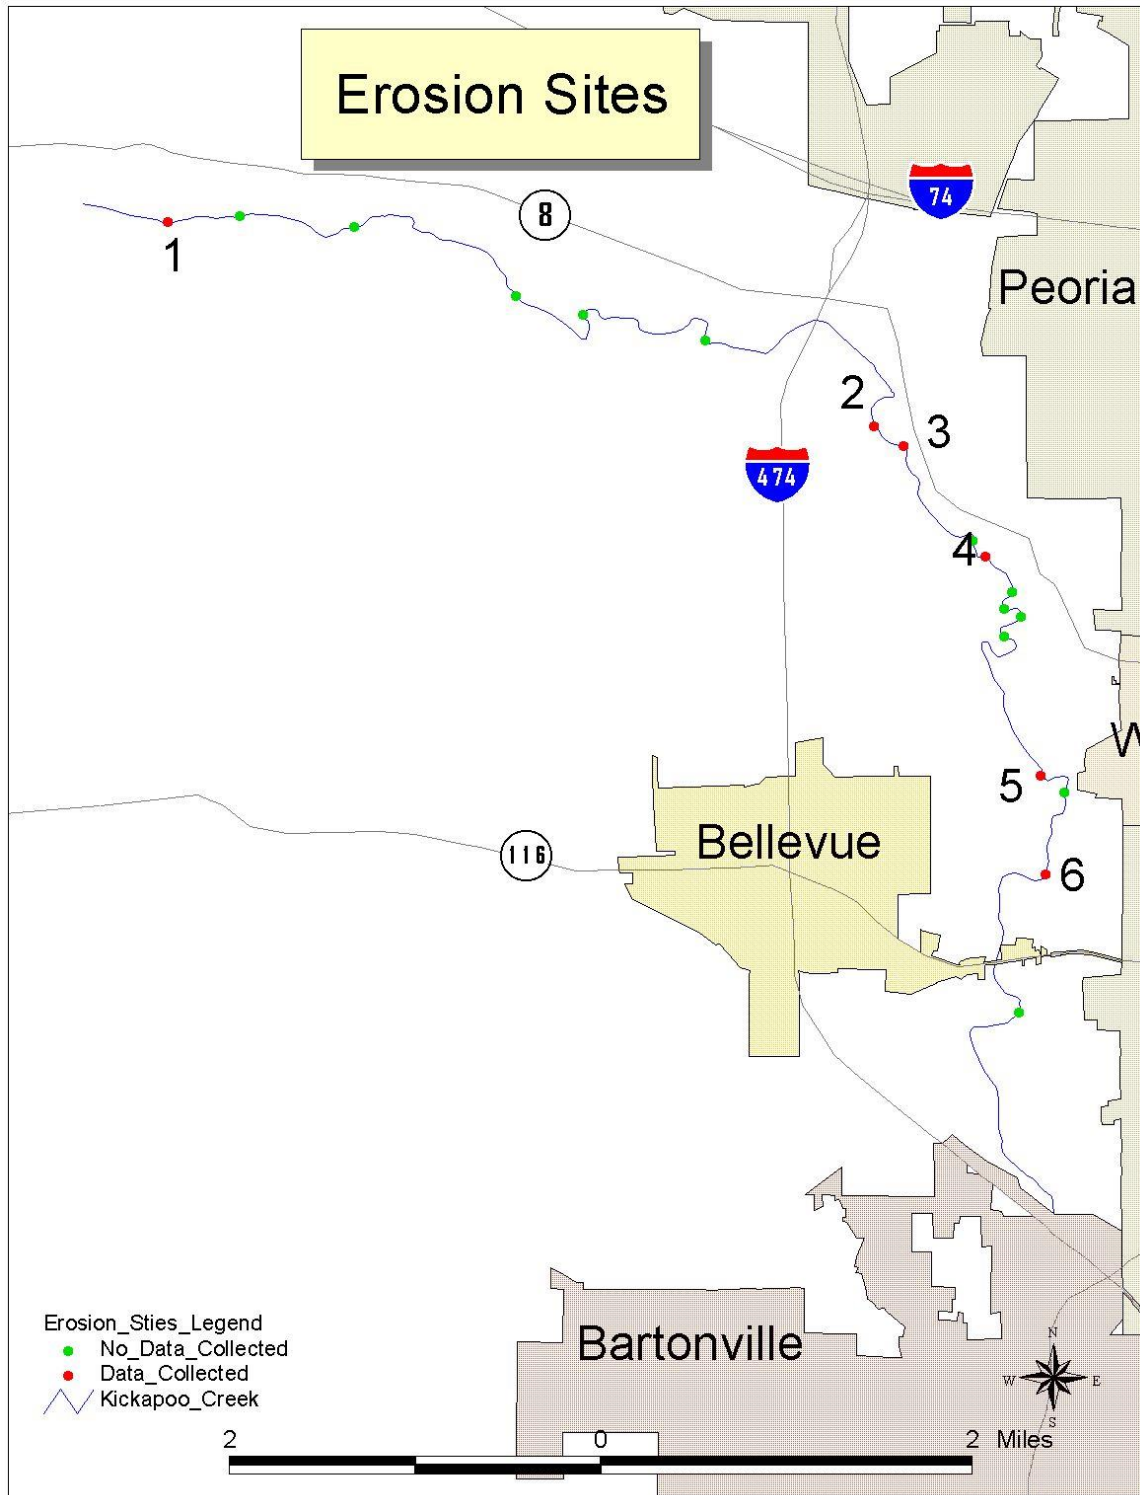 Erosion Sites
74
8
1
Peoria
2
3
474
4
W
5
Bellevue
116
6
Erosion_Sties_Legend
No_Data_Collected
Data_Collected
Kickapoo_Creek
Bartonville
N
W E
S
2 0 2 Miles